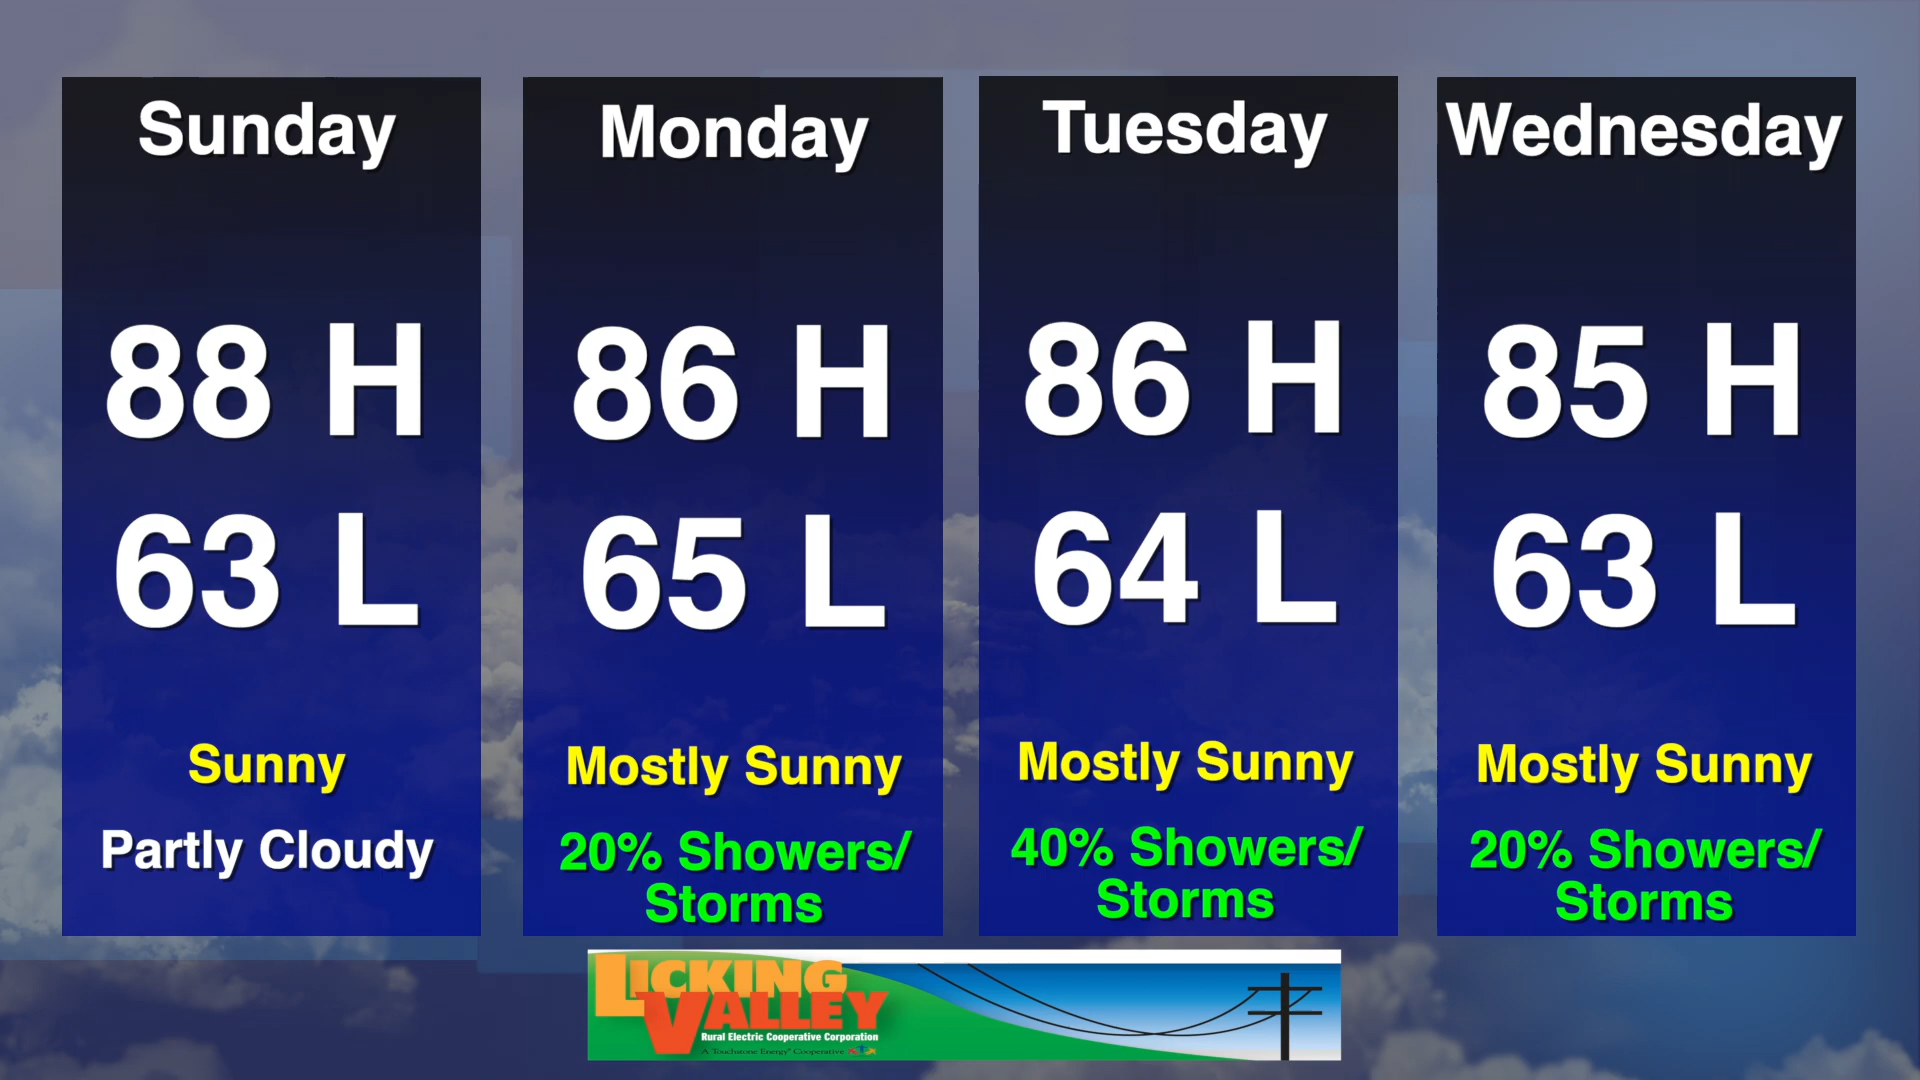 Sunday
88 H
63 L
Sunny
Partly Cloudy
Monday
86 H
65 L
Mostly Sunny
20% Showers/
Storms
Tuesday
86 H
64 L
Mostly Sunny
40% Showers/
Storms
Wednesday
85 H
63 L
Mostly Sunny
20% Showers/
Storms
LICKING
VALLEY
Rural Electric Cooperative Corporation
A Touchstone Energy® Cooperative